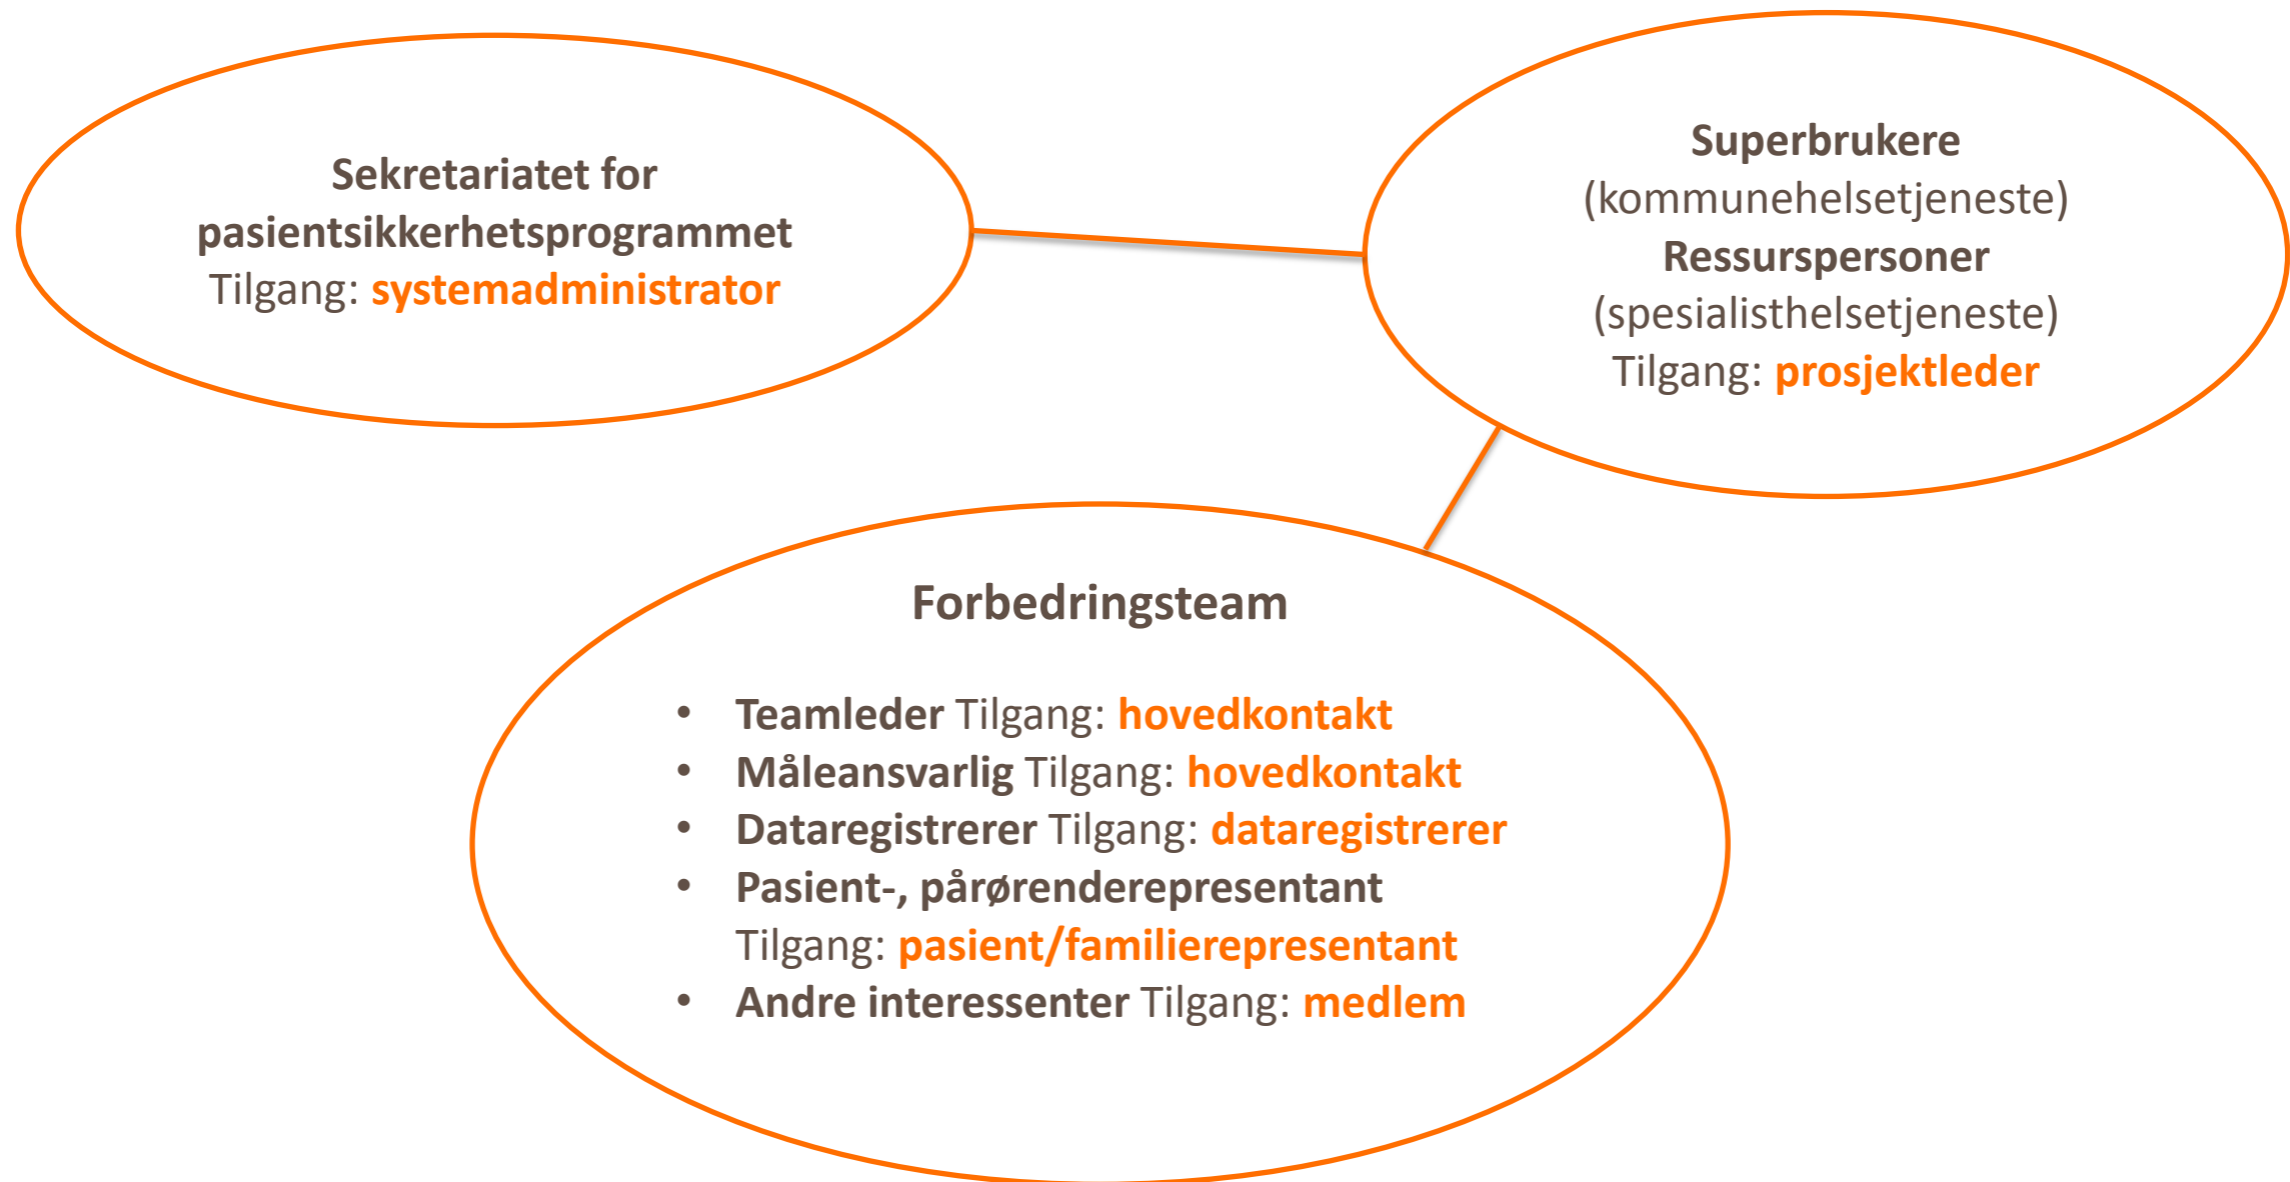 Sekretariatet for
pasientsikkerhetsprogrammet
Tilgang: systemadministrator
Superbrukere
(kommunehelsetjeneste)
Ressurspersoner
(spesialisthelsetjeneste)
Tilgang: prosjektleder
Forbedringsteam
• Teamleder Tilgang: hovedkontakt
• Måleansvarlig Tilgang: hovedkontakt
• Dataregistrerer Tilgang: dataregistrerer
• Pasient-, pårørenderepresentant
Tilgang: pasient/familierepresentant
• Andre interessenter Tilgang: medlem